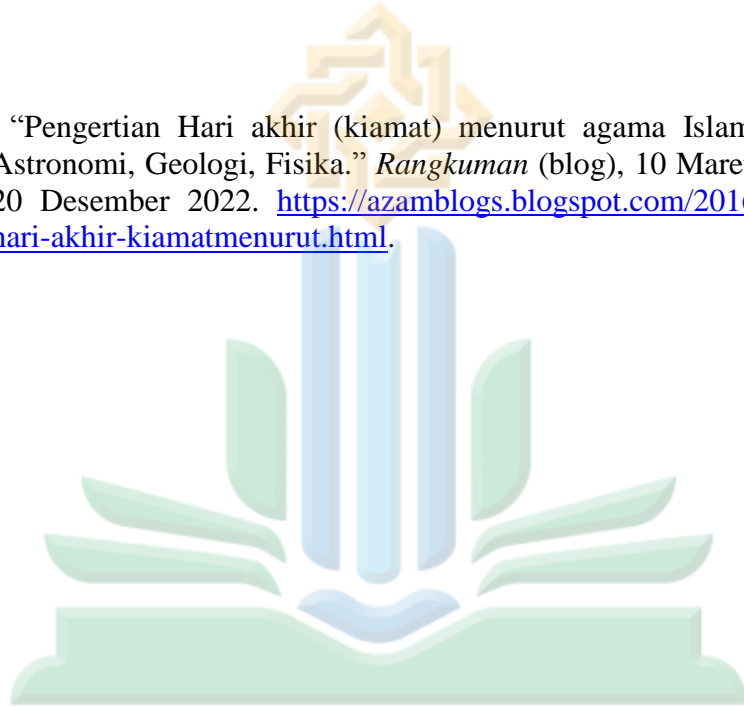 “Pengertian Hari akhir (kiamat) menurut agama Islam
Astronomi, Geologi, Fisika.” Rangkuman (blog), 10 Maret
20 Desember 2022. https://azamblogs.blogspot.com/2016
hari-akhir-kiamatmenurut.html.